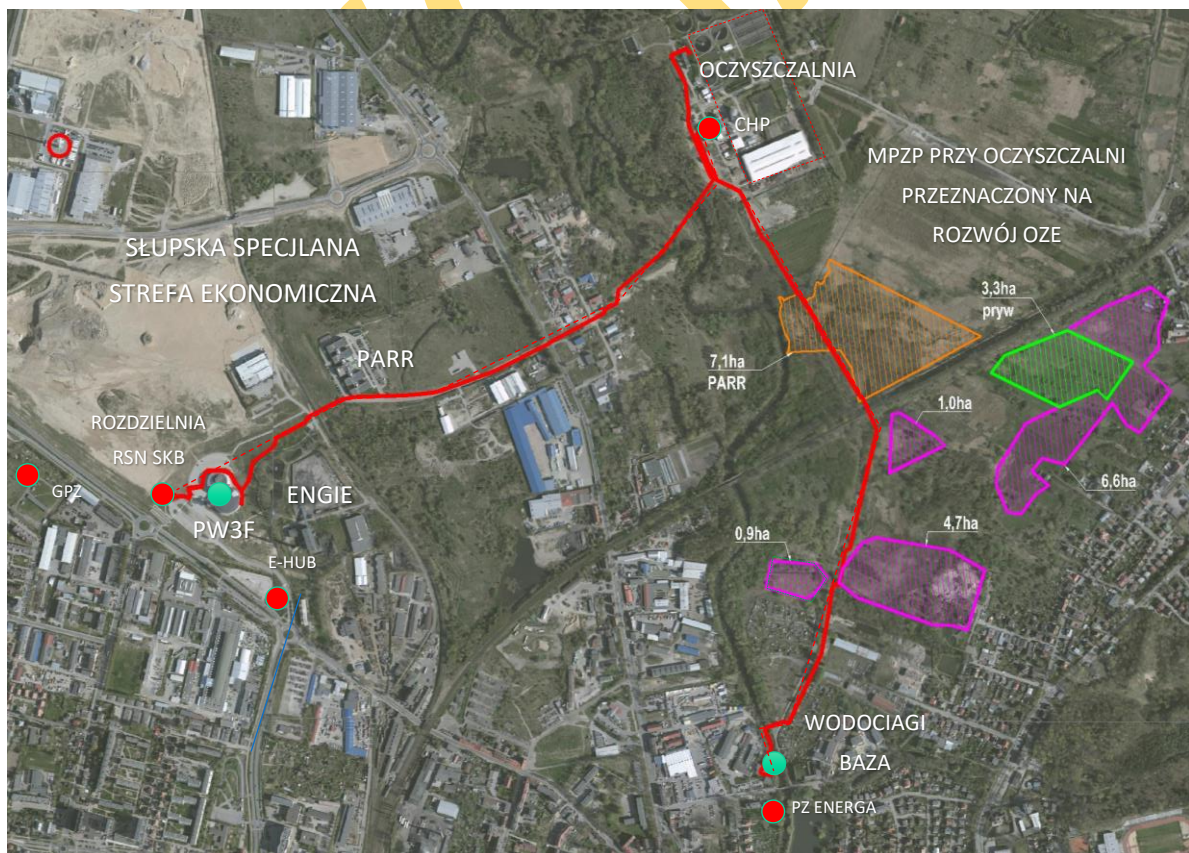 OCZYSZCZALNIA
CHP
MPZP PRZY OCZYSZCZALNI
PRZEZNACZONY NA
ROZWÓJ OZE
SŁUPSKA SPECJLANA
STREFA EKONOMICZNA
3,3ha
pryw
PARR
7,1ha
PARR
1,0ha
ROZDZIELNIA
RSN SKB
GPZ
ENGIE
6,6ha
PW3F
0,9ha
4,7ha
E-HUB
WODOCIAGI
BAZA
PZ ENERGA